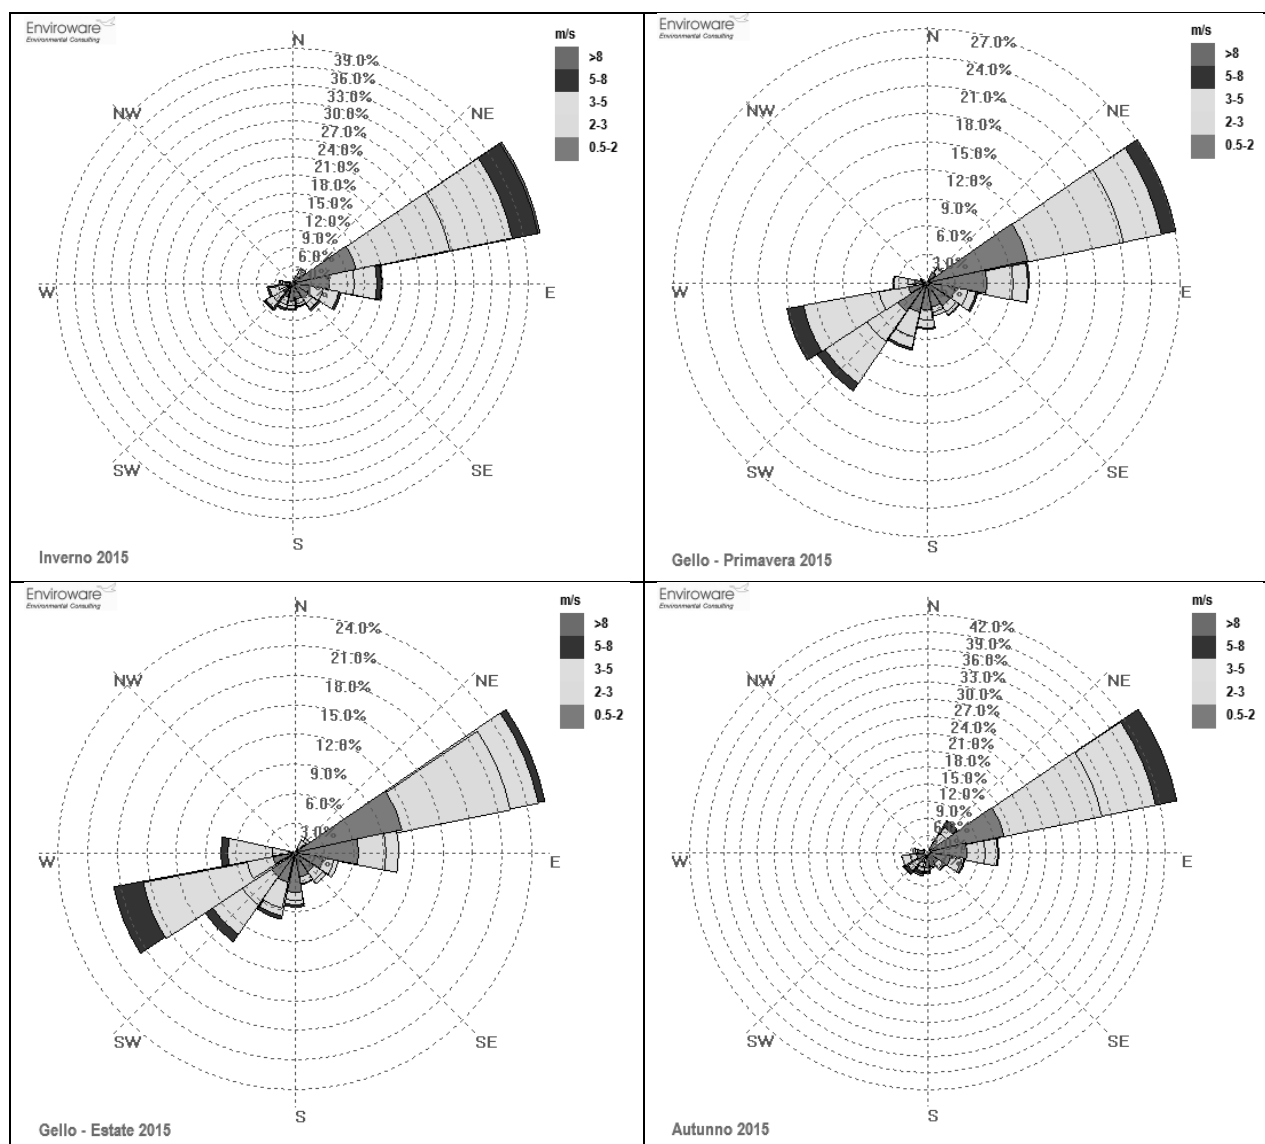 Enviroware
Environmental Consulting
m/s
>8
5-8
3-5
2-3
0.5-2
N
39.0%
36.0%
33.0%
30.0%
27.0%
24.0%
21.0%
18.0%
15.0%
12.0%
9.0%
6.0%
NW
NE
W
E
SW
SE
S
Inverno 2015
Enviroware
Environmental Consulting
m/s
>8
5-8
3-5
2-3
0.5-2
N
27.0%
24.0%
21.0%
18.0%
15.0%
12.0%
9.0%
6.0%
3.0%
NW
NE
W
E
SW
SE
S
Gello - Primavera 2015
Enviroware
Environmental Consulting
m/s
>8
5-8
3-5
2-3
0.5-2
N
24.0%
21.0%
18.0%
15.0%
12.0%
9.0%
6.0%
3.0%
NW
NE
W
E
SW
SE
S
Gello - Estate 2015
Enviroware
Environmental Consulting
m/s
>8
5-8
3-5
2-3
0.5-2
N
42.0%
39.0%
36.0%
33.0%
30.0%
27.0%
24.0%
21.0%
18.0%
15.0%
12.0%
9.0%
NW
NE
W
E
SW
SE
S
Autunno 2015